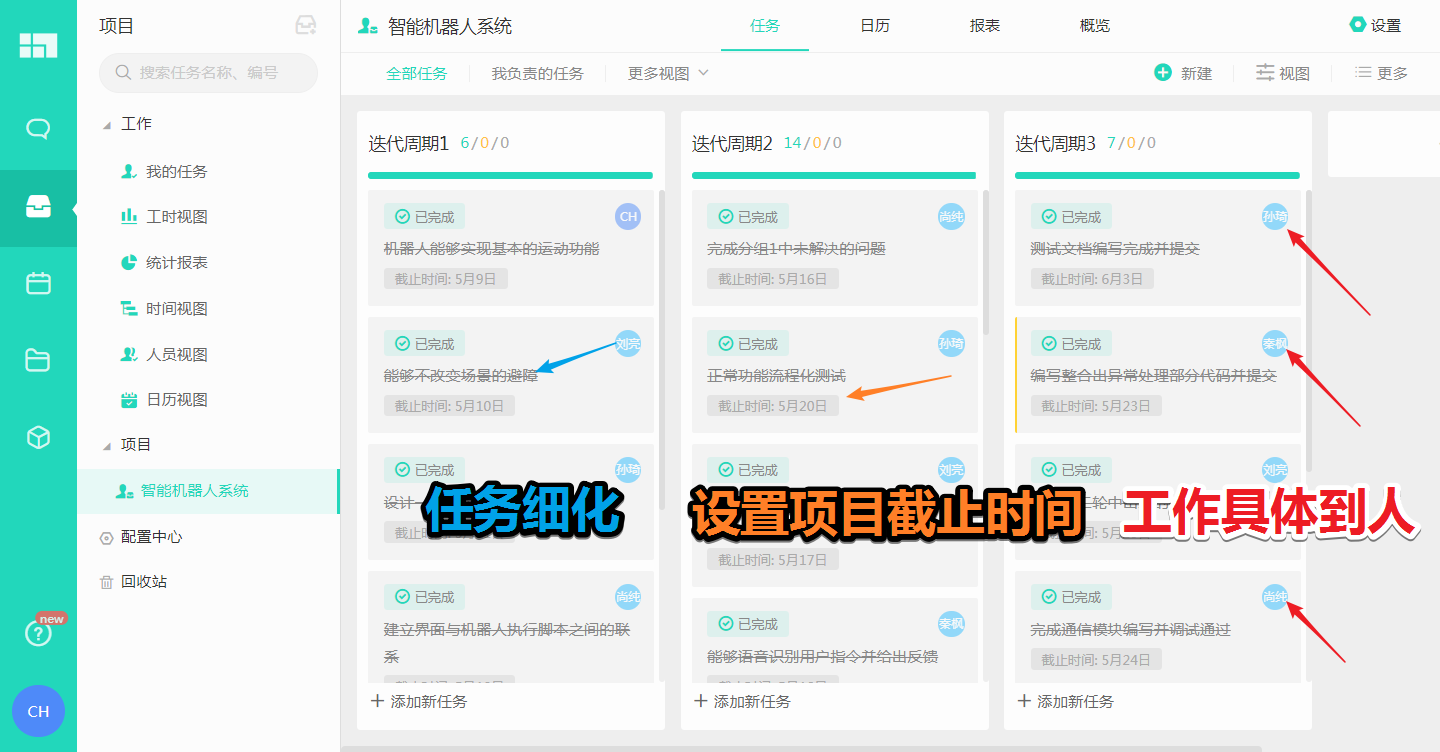 项目
搜索任务名称、编号
工作
我的任务
工时视图
统计报表
时间视图
人员视图
日历视图
项目
智能机器人系统
配置中心
回收站
new
CH
智能机器人系统
任务
日历
报表
概览
设置
全部任务
我负责的任务
更多视图
新建
视图
更多
迭代周期1 6/0/0
已完成
CH
机器人能够实现基本的运动功能
截止时间: 5月9日
已完成
刘亮
能够不改变场景的避障
截止时间: 5月10日
已完成
孙琦
设计
任务细化
已完成
尚纯
建立界面与机器人执行脚本之间的联
系
添加新任务
迭代周期2 14/0/0
已完成
尚纯
完成分组1中未解决的问题
截止时间: 5月16日
已完成
孙琦
正常功能流程化测试
截止时间: 5月20日
已完成
刘亮
设置项目截止时间
截止时间: 5月17日
已完成
秦枫
能够语音识别用户指令并给出反馈
添加新任务
迭代周期3 7/0/0
已完成
孙琦
测试文档编写完成并提交
截止时间: 6月3日
已完成
秦枫
编写整合出异常处理部分代码并提交
截止时间: 5月23日
已完成
刘亮
工作具体到人
已完成
尚纯
完成通信模块编写并调试通过
截止时间: 5月24日
添加新任务